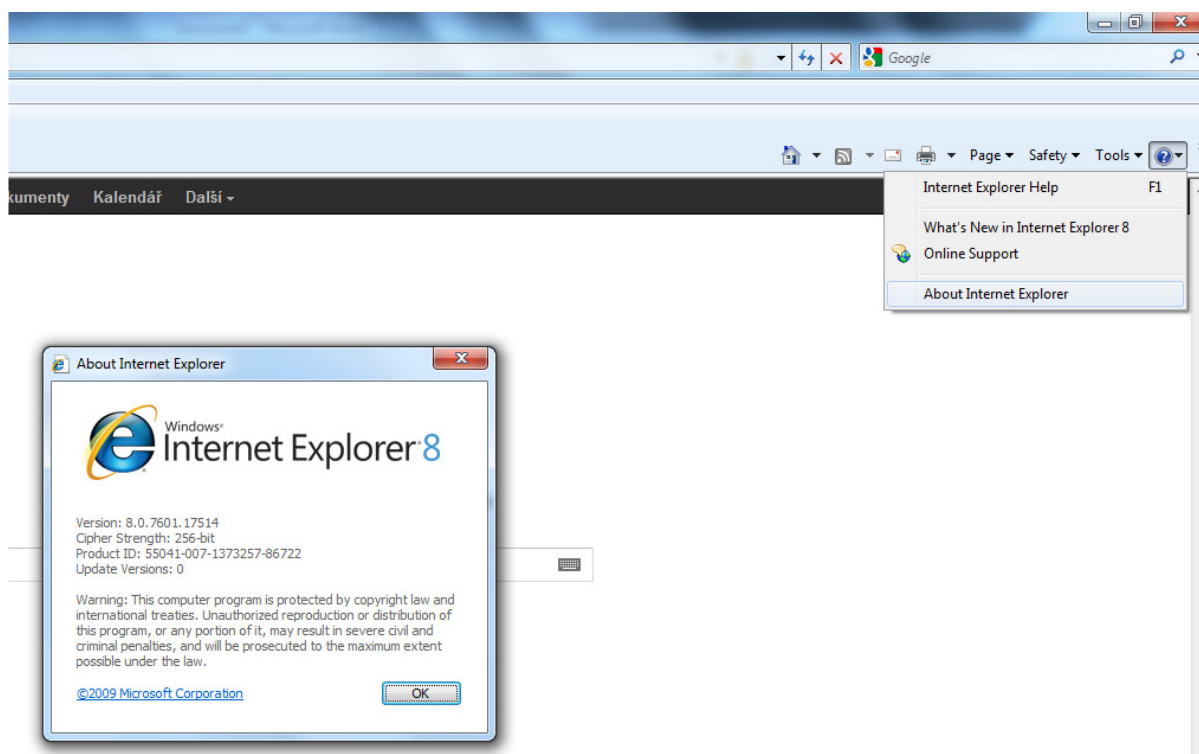 Google
Page Safety Tools
kumenty Kalendář Další
Internet Explorer Help F1
What's New in Internet Explorer 8
Online Support
About Internet Explorer
About Internet Explorer
Windows®
Internet Explorer 8
Version: 8.0.7601.17514
Cipher Strength: 256-bit
Product ID: 55041-007-1373257-86722
Update Versions: 0
Warning: This computer program is protected by copyright law and
international treaties. Unauthorized reproduction or distribution of
this program, or any portion of it, may result in severe civil and
criminal penalties, and will be prosecuted to the maximum extent
possible under the law.
©2009 Microsoft Corporation
OK